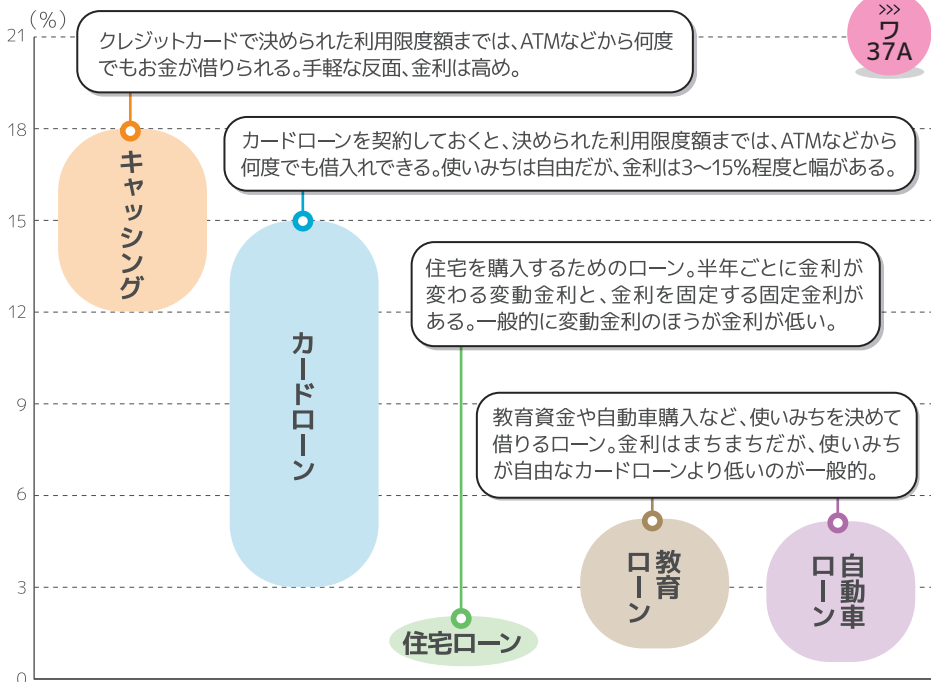 (%)
21
18
15
12
9
6
3
0
>>>
ワ
37A
クレジットカードで決められた利用限度額までは、ATMなどから何度
でもお金が借りられる。手軽な反面、金利は高め。
キャッシング
カードローンを契約しておくと、決められた利用限度額までは、ATMなどから
何度でも借入れできる。使いみちは自由だが、金利は3〜15%程度と幅がある。
カードローン
住宅を購入するためのローン。半年ごとに金利が
変わる変動金利と、金利を固定する固定金利が
ある。一般的に変動金利のほうが金利が低い。
住宅ローン
教育資金や自動車購入など、使いみちを決めて
借りるローン。金利はまちまちだが、使いみち
が自由なカードローンより低いのが一般的。
教育
ローン
自動車
ローン